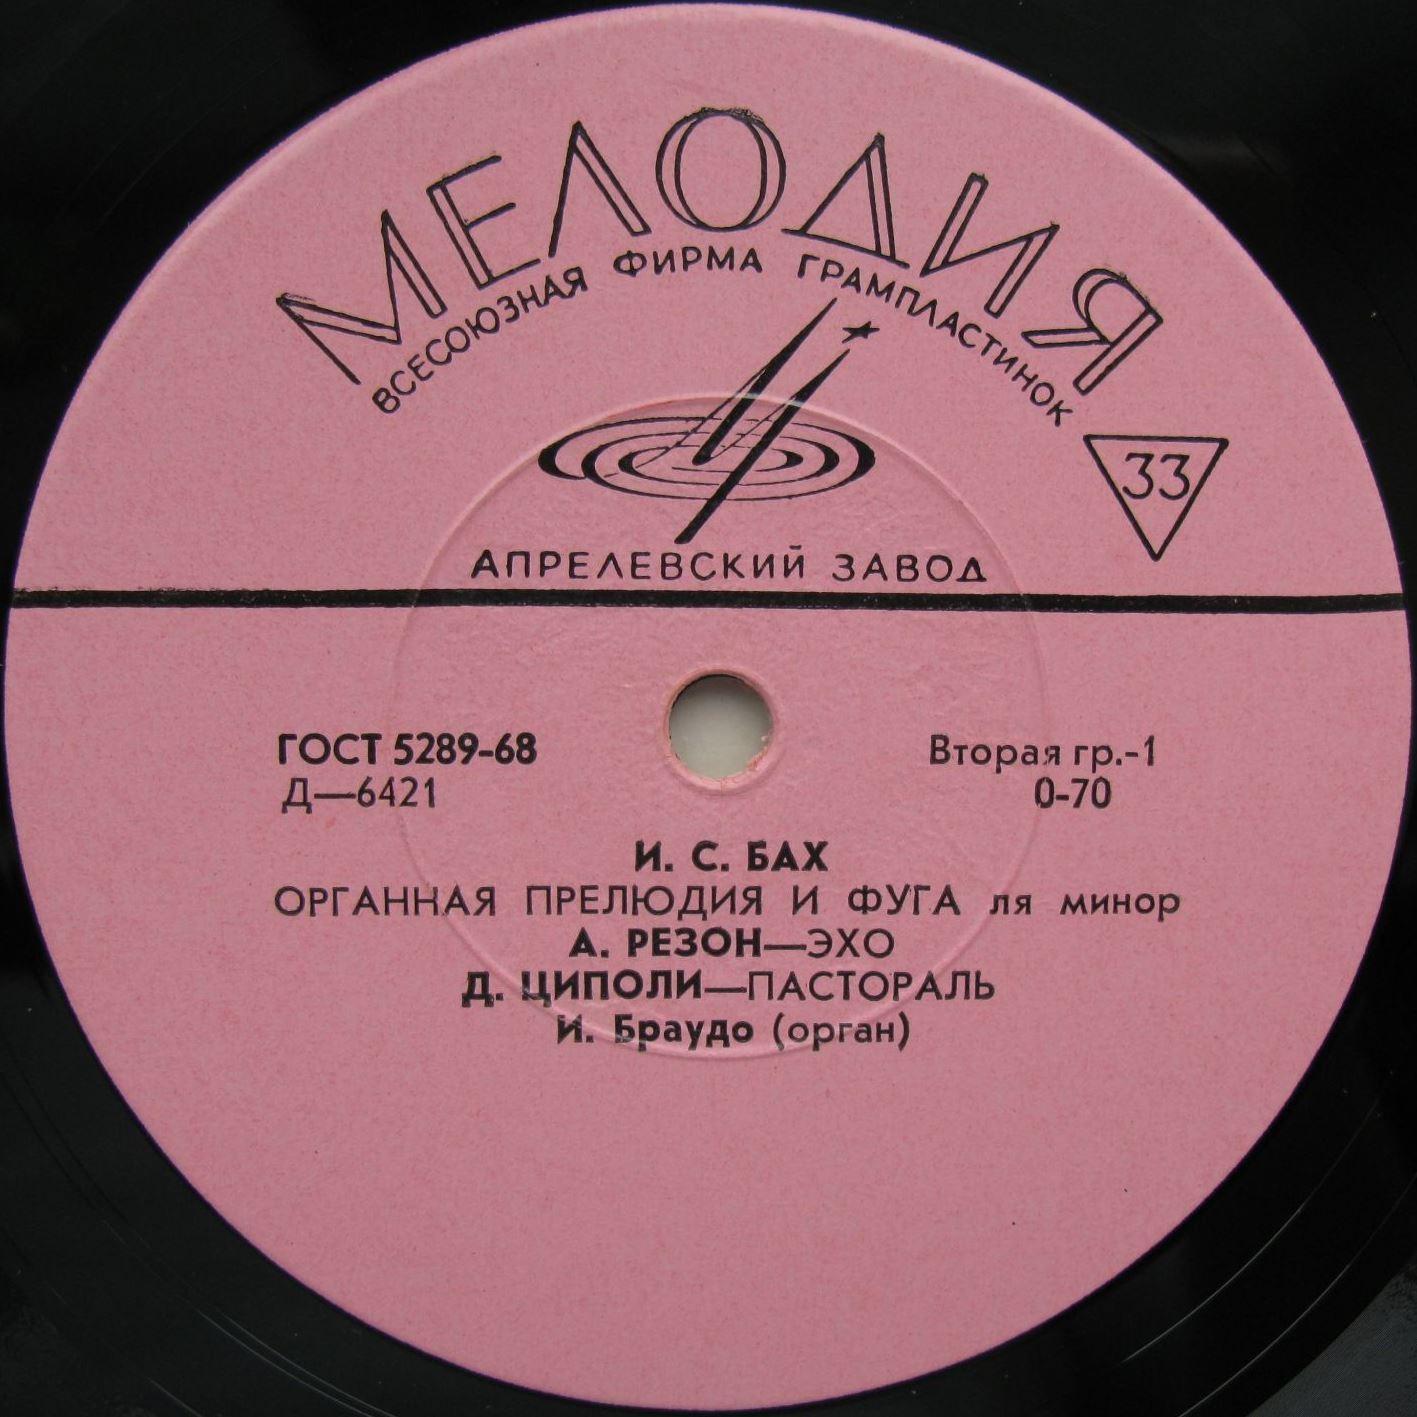 МЕЛОДИЯ
ВСЕСОЮЗНАЯ ФИРМА ГРАМПЛАСТИНОК
33
АПРЕЛЕВСКИЙ ЗАВОД
ГОСТ 5289-68
Вторая гр.-1
Д—6421
0-70
И. С. БАХ
ОРГАННАЯ ПРЕЛЮДИЯ И ФУГА ля минор
А. РЕЗОН—ЭХО
Д. ЦИПОЛИ—ПАСТОРАЛЬ
И. Браудо (орган)